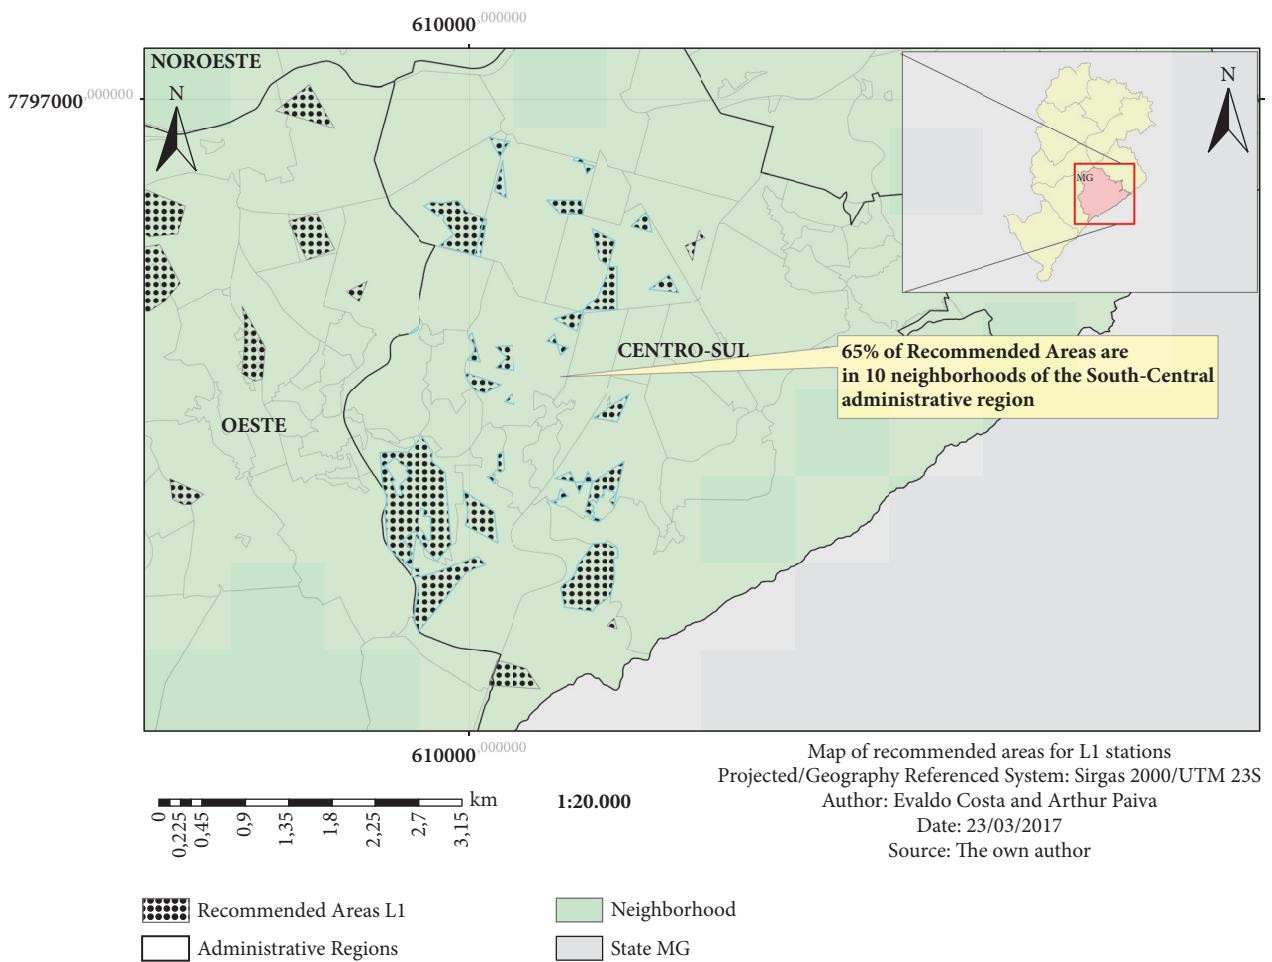 610000,000000
NOROESTE
7797000,000000
N
N
MG
CENTRO-SUL
65% of Recommended Areas are
in 10 neighborhoods of the South-Central
administrative region
OESTE
610000,000000
Map of recommended areas for L1 stations
Projected/Geography Referenced System: Sirgas 2000/UTM 23S
Author: Evaldo Costa and Arthur Paiva
Date: 23/03/2017
Source: The own author
km
1:20.000
0
0,225
0,45
0,9
1,35
1,8
2,25
2,7
3,15
Recommended Areas L1
Neighborhood
Administrative Regions
State MG